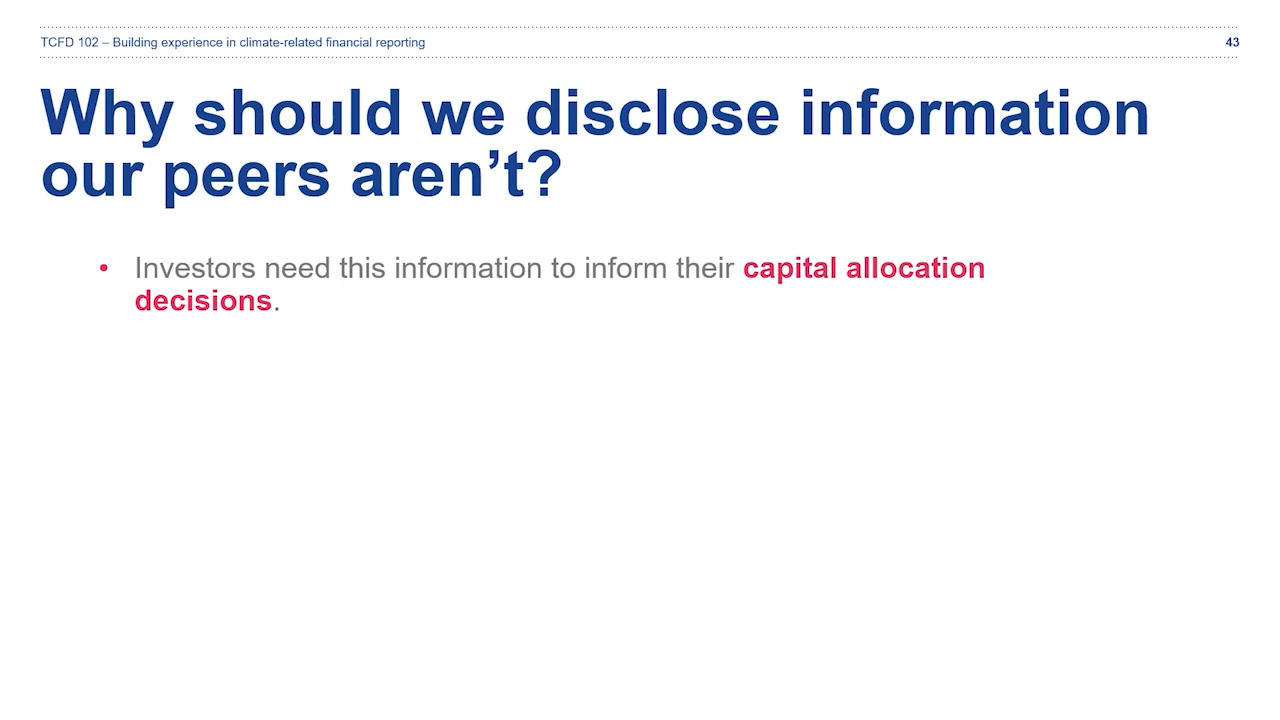 TCFD 102 – Building experience in climate-related financial reporting
43
Why should we disclose information
our peers aren’t?
• Investors need this information to inform their capital allocation
decisions.